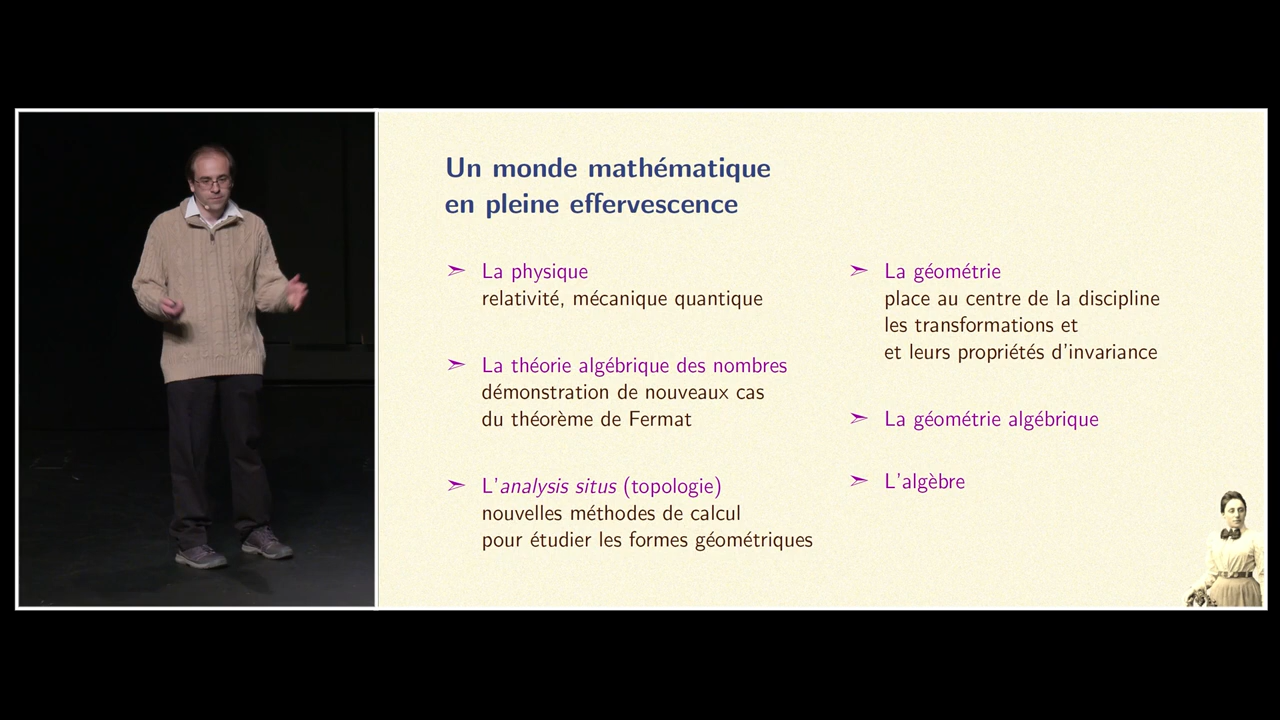 Un monde mathématique
en pleine effervescence
➣ La physique
relativité, mécanique quantique
➣ La théorie algébrique des nombres
démonstration de nouveaux cas
du théorème de Fermat
➣ L'analysis situs (topologie)
nouvelles méthodes de calcul
pour étudier les formes géométriques
➣ La géométrie
place au centre de la discipline
les transformations et
et leurs propriétés d'invariance
➣ La géométrie algébrique
➣ L'algèbre